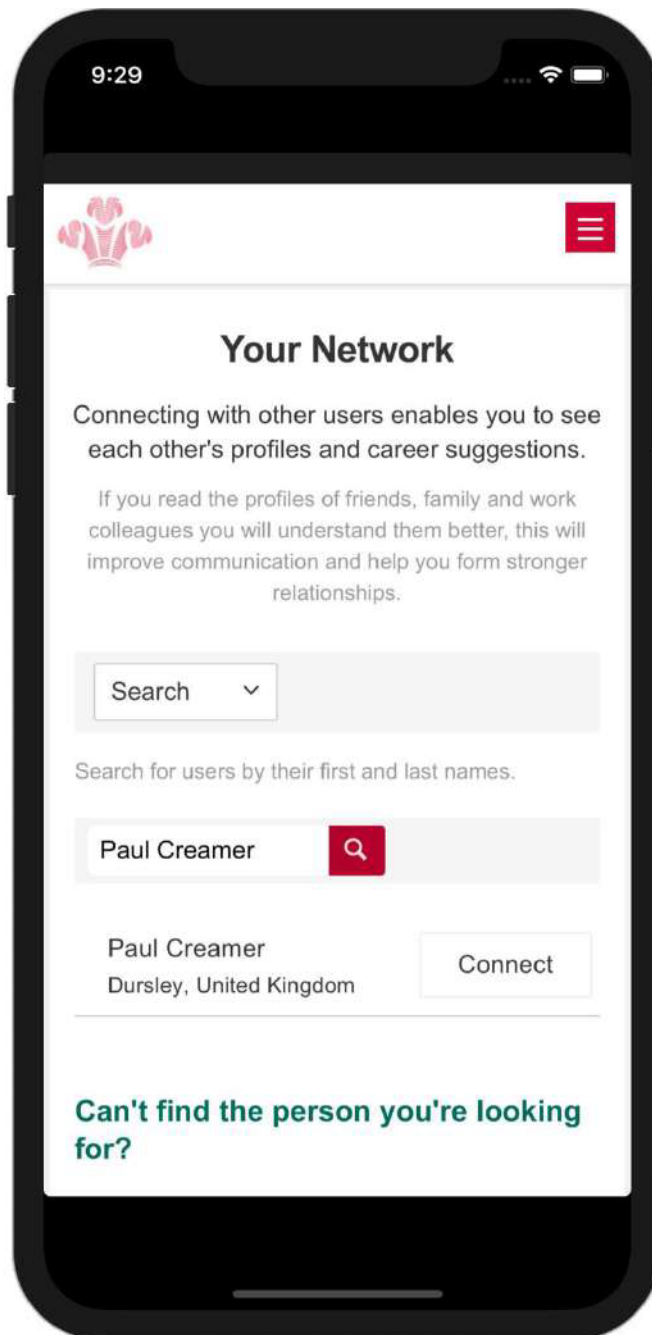 9:29
Your Network
Connecting with other users enables you to see
each other's profiles and career suggestions.
If you read the profiles of friends, family and work
colleagues you will understand them better, this will
improve communication and help you form stronger
relationships.
Search
Search for users by their first and last names.
Paul Creamer
Paul Creamer
Connect
Dursley, United Kingdom
Can't find the person you're looking
for?